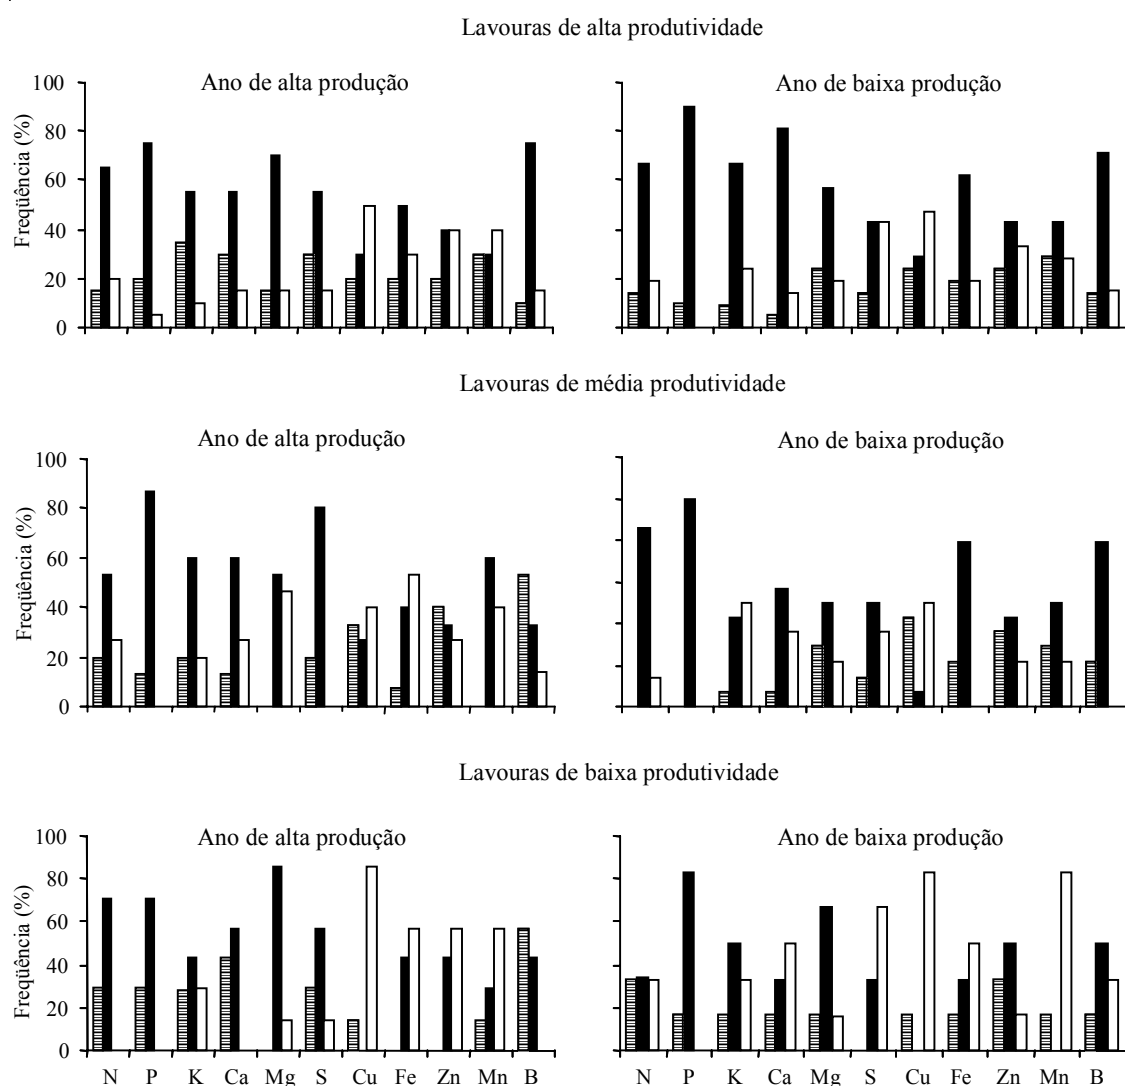 Lavouras de alta produtividade
Ano de alta produção
Ano de baixa produção
Freqüência (%)
100
80
60
40
20
0
Lavouras de média produtividade
Ano de alta produção
Ano de baixa produção
Freqüência (%)
100
80
60
40
20
0
Lavouras de baixa produtividade
Ano de alta produção
Ano de baixa produção
Freqüência (%)
100
80
60
40
20
0
N P K Ca Mg S Cu Fe Zn Mn B
N P K Ca Mg S Cu Fe Zn Mn B